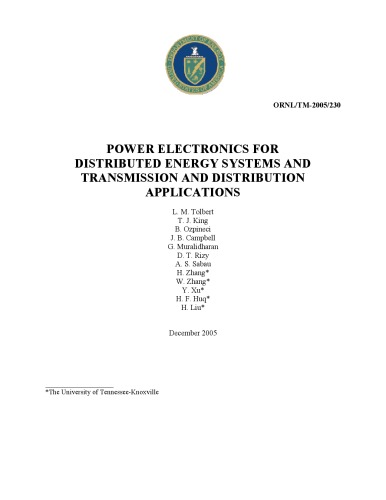 ORNL/TM-2005/230
POWER ELECTRONICS FOR
DISTRIBUTED ENERGY SYSTEMS AND
TRANSMISSION AND DISTRIBUTION
APPLICATIONS
L. M. Tolbert
T. J. King
B. Ozpineci
J. B. Campbell
G. Muralidharan
D. T. Rizy
A. S. Sabau
H. Zhang*
W. Zhang*
Y. Xu*
H. F. Huq*
H. Liu*
December 2005
*The University of Tennessee-Knoxville